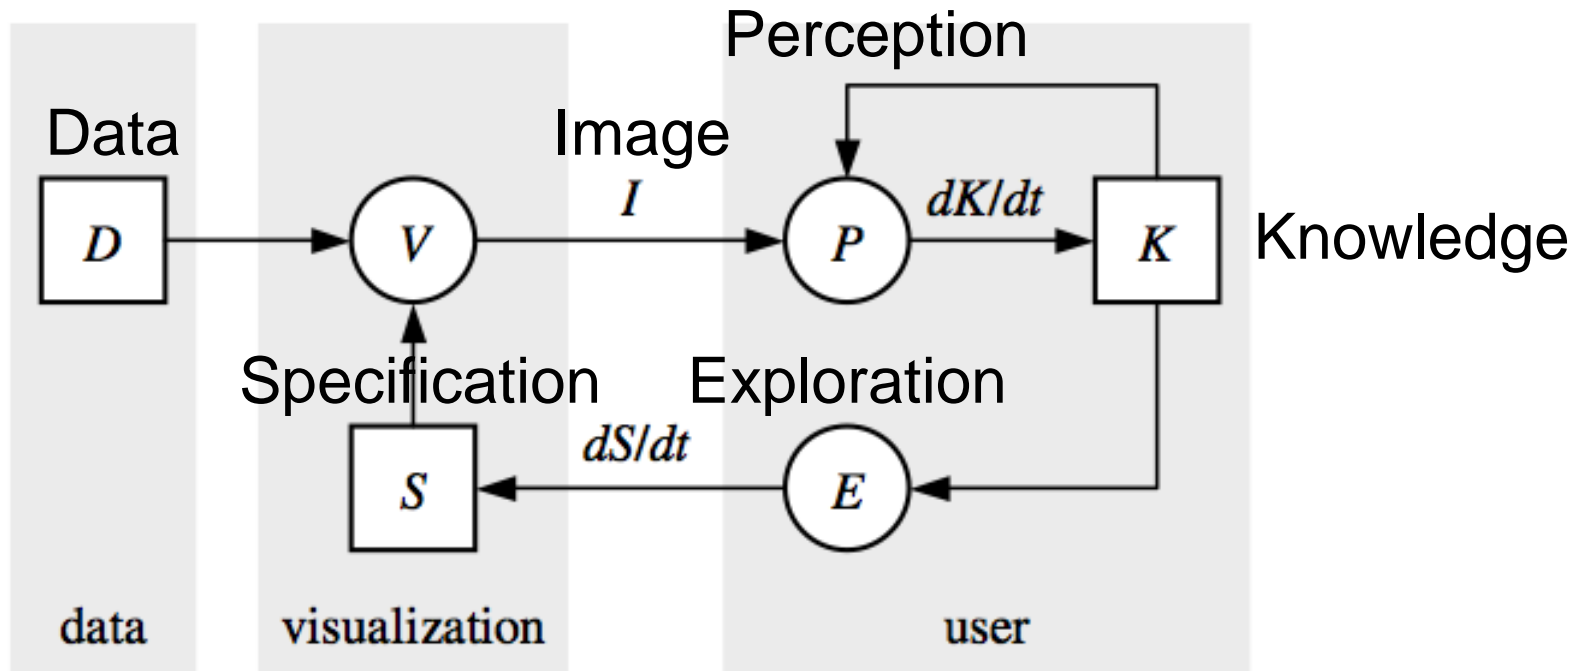 Perception
Data
Image
I
dK/dt
D
V
P
K
Knowledge
Specification
Exploration
dS/dt
S
E
data
visualization
user